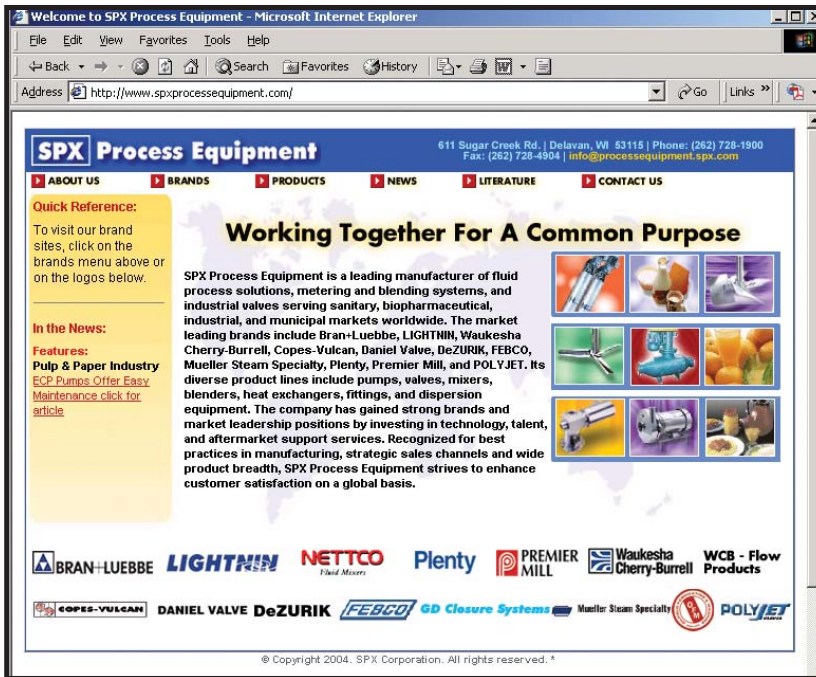 Welcome to SPX Process Equipment - Microsoft Internet Explorer
File Edit View Favorites Tools Help
Back Search Favorites History
Address http://www.spxprocessequipment.com/ Go Links »
SPX Process Equipment
611 Sugar Creek Rd. | Delavan, WI 53115 | Phone: (262) 728-1900
Fax: (262) 728-4904 | info@processequipment.spx.com
ABOUT US BRANDS PRODUCTS NEWS LITERATURE CONTACT US
Quick Reference:
To visit our brand
sites, click on the
brands menu above or
on the logos below.
In the News:
Features:
Pulp & Paper Industry
ECP Pumps Offer Easy
Maintenance click for
article
Working Together For A Common Purpose
SPX Process Equipment is a leading manufacturer of fluid
process solutions, metering and blending systems, and
industrial valves serving sanitary, biopharmaceutical,
industrial, and municipal markets worldwide. The market
leading brands include Bran+Luebbe, LIGHTNIN, Waukesha
Cherry-Burrell, Copes-Vulcan, Daniel Valve, DeZURIK, FEBCO,
Mueller Steam Specialty, Plenty, Premier Mill, and POLYJET. Its
diverse product lines include pumps, valves, mixers,
blenders, heat exchangers, fittings, and dispersion
equipment. The company has gained strong brands and
market leadership positions by investing in technology, talent,
and aftermarket support services. Recognized for best
practices in manufacturing, strategic sales channels and wide
product breadth, SPX Process Equipment strives to enhance
customer satisfaction on a global basis.
BRAN+LUEBBE
LIGHTNIN
NETTCO
Fluid Mixers
Plenty
PREMIER
MILL
Waukesha
Cherry-Burrell
WCB - Flow
Products
COPES-VULCAN
DANIEL VALVE
DeZURIK
FEBCO
GD Closure Systems
Mueller Steam Specialty
OEM
POLYJET
© Copyright 2004. SPX Corporation. All rights reserved. *